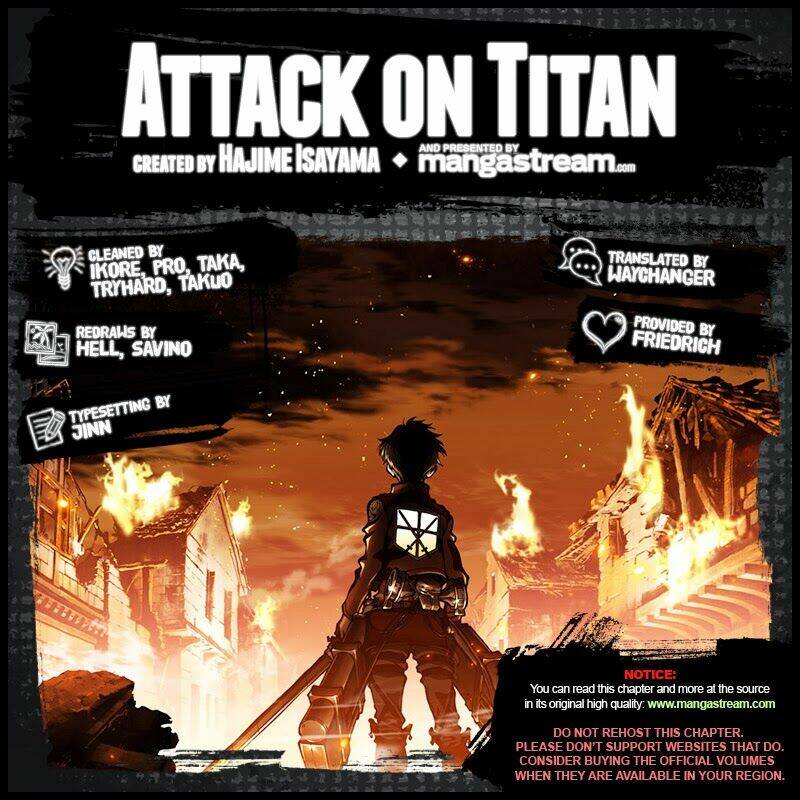 ATTACK ON TITAN
CREATED BY HAJIME ISAYAMA ◆ AND PRESENTED BY mangastream.com
CLEANED BY
IKORE, PRO, TAKA,
TRYHARD, TAKUO
REDRAWS BY
HELL, SAVINO
TYPESETTING BY
JINN
TRANSLATED BY
WAYCHANGER
PROVIDED BY
FRIEDRICH
NOTICE:
You can read this chapter and more at the source
in its original high quality: www.mangastream.com
DO NOT REHOST THIS CHAPTER.
PLEASE DON'T SUPPORT WEBSITES THAT DO.
CONSIDER BUYING THE OFFICIAL VOLUMES
WHEN THEY ARE AVAILABLE IN YOUR REGION.